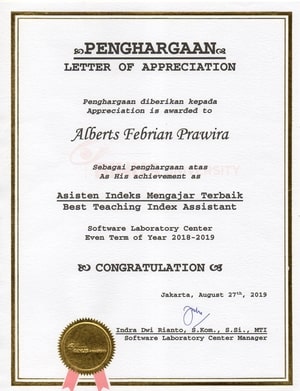 PENGHARGAAN
LETTER OF APPRECIATION
Penghargaan diberikan kepada
Appreciation is awarded to
Alberts Febrian Prawira
Sebagai penghargaan atas
As His achievement as
Asisten Indeks Mengajar Terbaik
Best Teaching Index Assistant
Software Laboratory Center
Even Term of Year 2018-2019
CONGRATULATION
Jakarta, August 27th, 2019
Indra Dwi Rianto, S.Kom., S.Si., MTI
Software Laboratory Center Manager